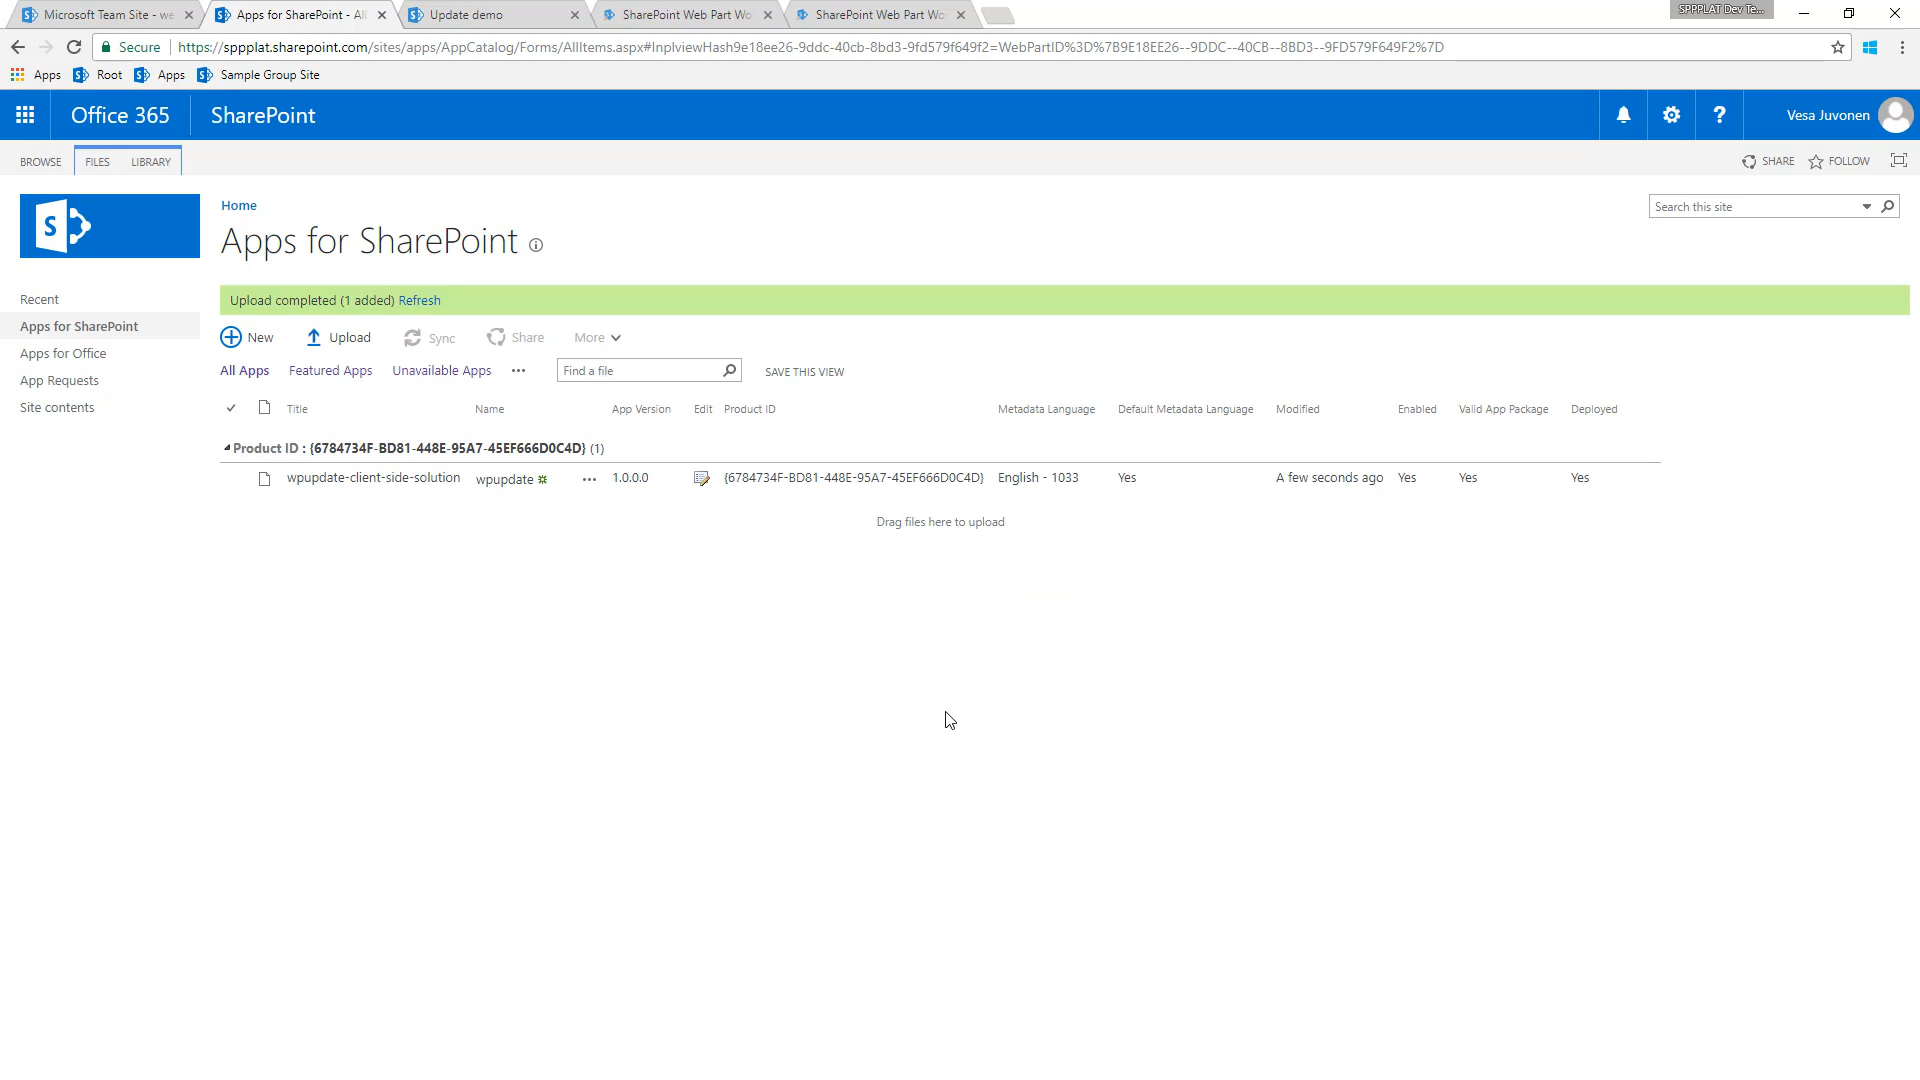 Microsoft Team Site - we
Apps for SharePoint - Al
Update demo
SharePoint Web Part Wo
SharePoint Web Part Wo
SPPPLAT Dev Te...
Secure
https://sppplat.sharepoint.com/sites/apps/AppCatalog/Forms/AllItems.aspx#InplviewHash9e18ee26-9ddc-40cb-8bd3-9fd579f649f2=WebPartID%3D%7B9E18EE26--9DDC--40CB--8BD3--9FD579F649F2%7D
Apps Root Apps Sample Group Site
Office 365 SharePoint ? Vesa Juvonen
BROWSE FILES LIBRARY SHARE FOLLOW
S
Home
Search this site
Apps for SharePoint
Recent
Apps for SharePoint
Apps for Office
App Requests
Site contents
Upload completed (1 added) Refresh
New Upload Sync Share More
All Apps Featured Apps Unavailable Apps ••• Find a file SAVE THIS VIEW
Title Name App Version Edit Product ID Metadata Language Default Metadata Language Modified Enabled Valid App Package Deployed
Product ID : {6784734F-BD81-448E-95A7-45EF666D0C4D} (1)
wpupdate-client-side-solution wpupdate ••• 1.0.0.0 {6784734F-BD81-448E-95A7-45EF666D0C4D} English - 1033 Yes A few seconds ago Yes Yes Yes
Drag files here to upload